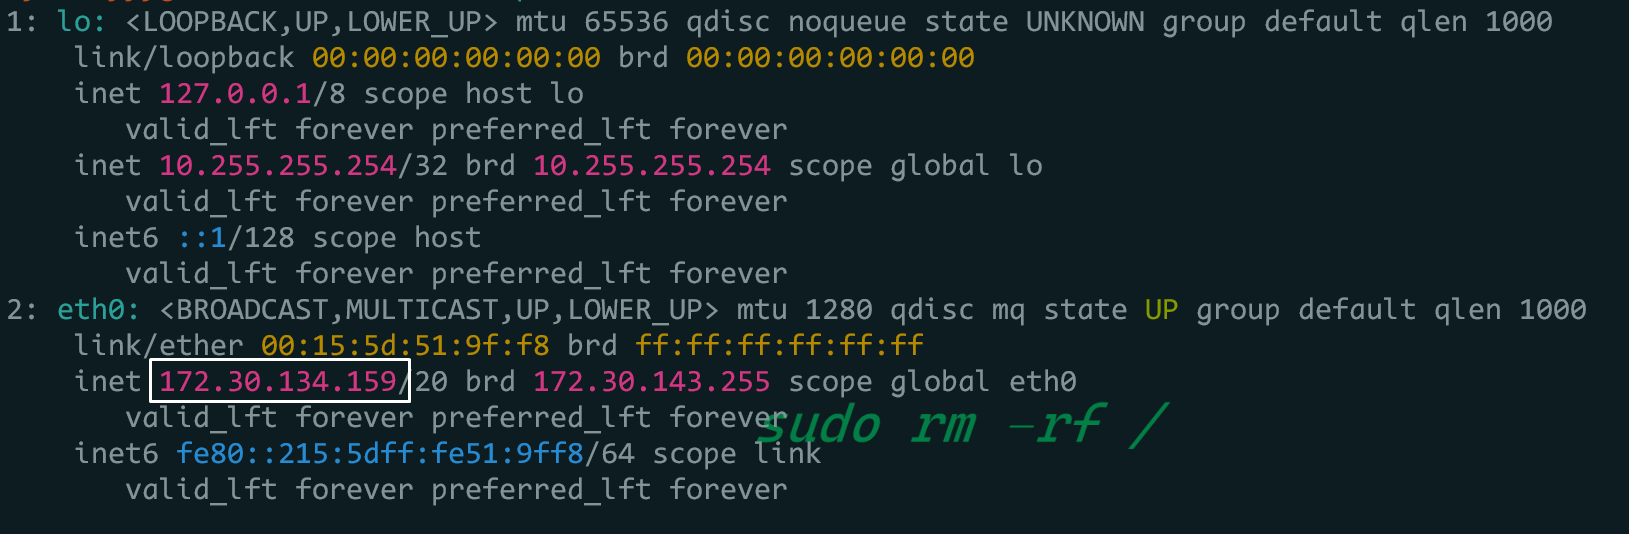 1: lo: <LOOPBACK,UP,LOWER_UP> mtu 65536 qdisc noqueue state UNKNOWN group default qlen 1000
link/loopback 00:00:00:00:00:00 brd 00:00:00:00:00:00
inet 127.0.0.1/8 scope host lo
valid_lft forever preferred_lft forever
inet 10.255.255.254/32 brd 10.255.255.254 scope global lo
valid_lft forever preferred_lft forever
inet6 ::1/128 scope host
valid_lft forever preferred_lft forever
2: eth0: <BROADCAST,MULTICAST,UP,LOWER_UP> mtu 1280 qdisc mq state UP group default qlen 1000
link/ether 00:15:5d:51:9f:f8 brd ff:ff:ff:ff:ff:ff
inet 172.30.134.159/20 brd 172.30.143.255 scope global eth0
valid_lft forever preferred_lft forever
sudo rm -rf /
inet6 fe80::215:5dff:fe51:9ff8/64 scope link
valid_lft forever preferred_lft forever